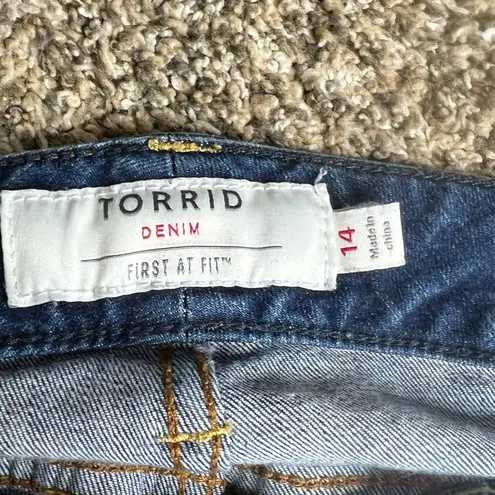 TORRID
DENIM
FIRST AT FIT™
14
Made in
china